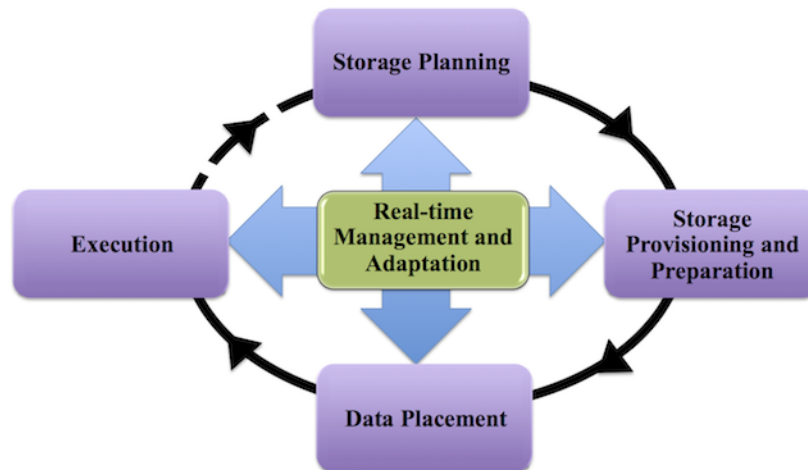 Storage Planning
Execution
Real-time
Management and
Adaptation
Storage
Provisioning and
Preparation
Data Placement